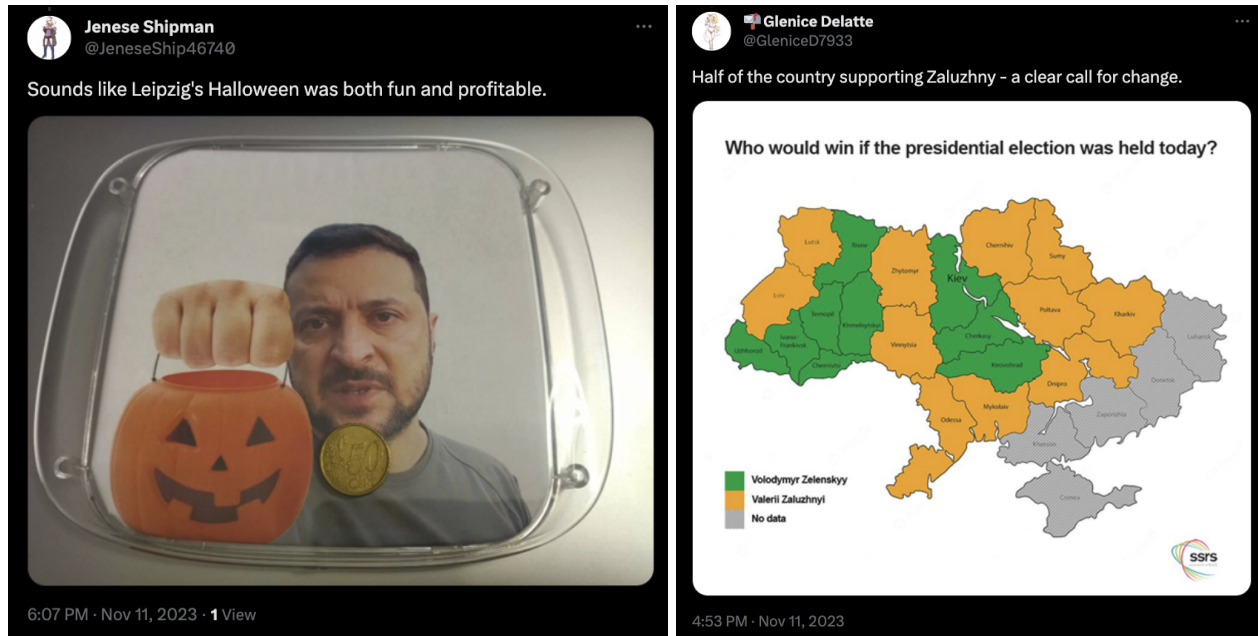 Jenese Shipman
@JeneseShip46740
Sounds like Leipzig's Halloween was both fun and profitable.
50
6:07 PM · Nov 11, 2023 · 1 View
Glenice Delatte
@GleniceD7933
Half of the country supporting Zaluzhny - a clear call for change.
Who would win if the presidential election was held today?
Lutsk
Rivne
Zhytomyr
Kiev
Chernihiv
Sumy
Lviv
Ternopil
Khmelnytskyi
Poltava
Kharkiv
Luhansk
Uzhhorod
Ivano-
Frankivsk
Chernivtsi
Vinnytsia
Cherkasy
Kirovohrad
Dnipro
Donetsk
Odessa
Mykolaiv
Zaporizhia
Kherson
Crimea
Volodymyr Zelenskyy
Valerii Zaluzhnyi
No data
ssrs
4:53 PM · Nov 11, 2023